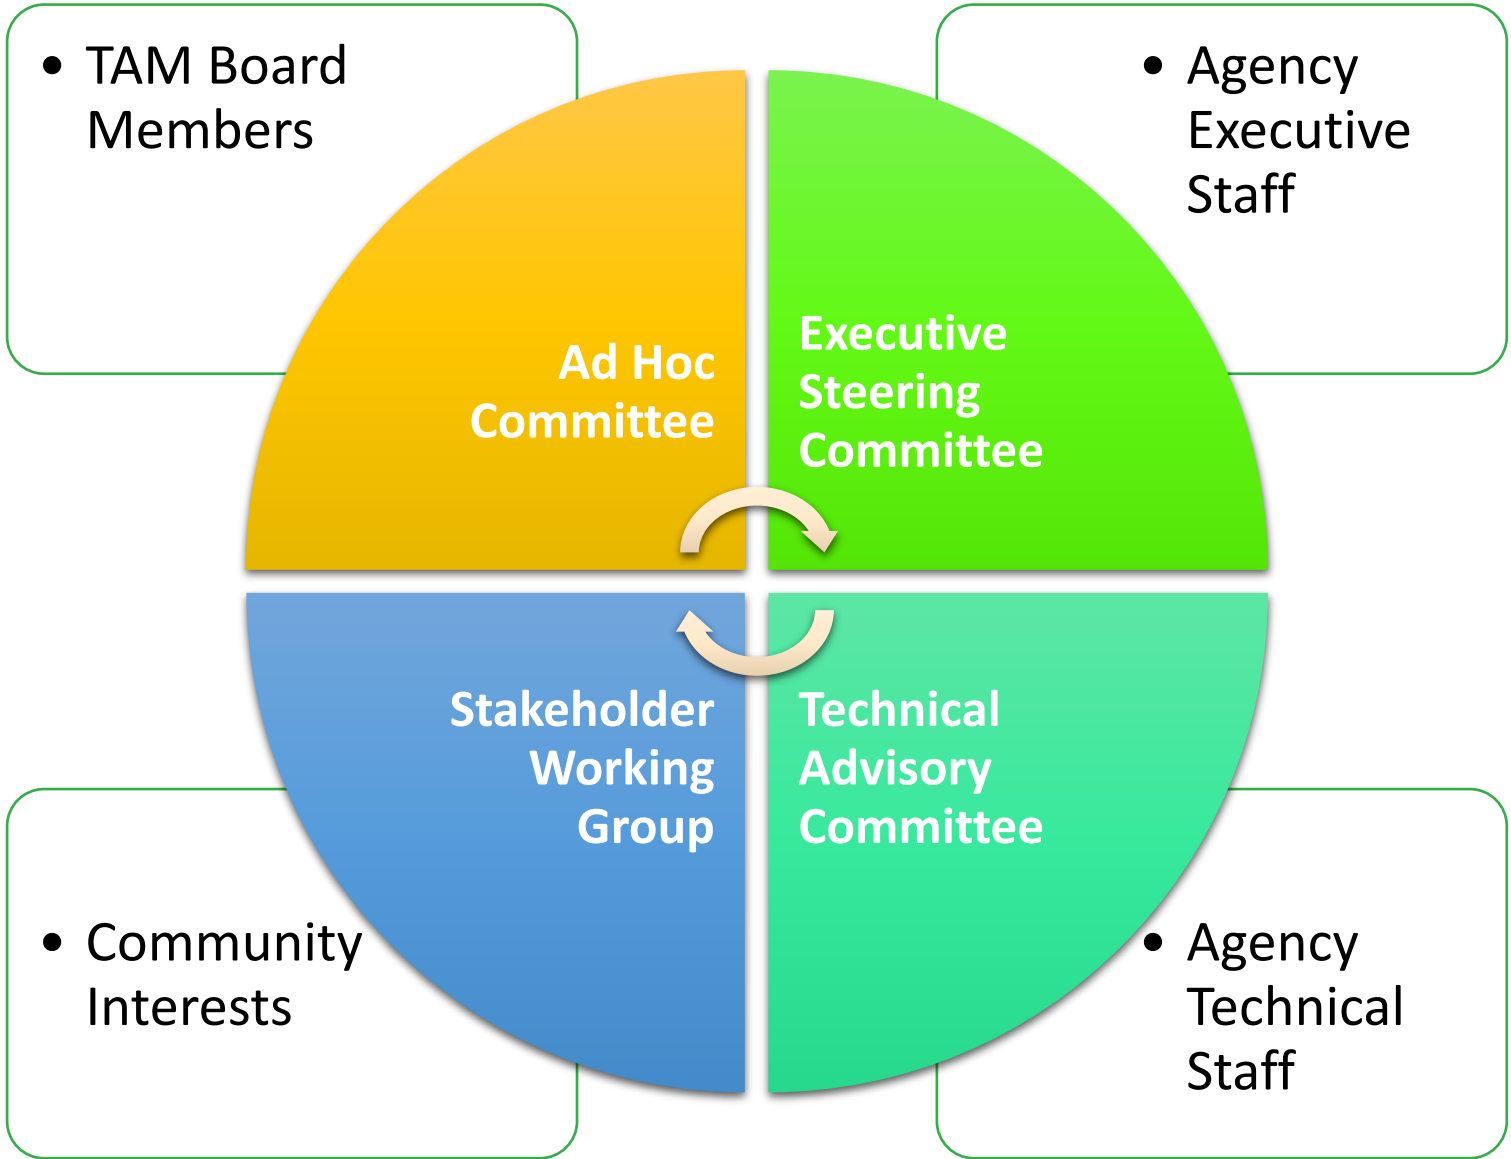 • TAM Board
Members
• Agency
Executive
Staff
Ad Hoc
Committee
Executive
Steering
Committee
Stakeholder
Working
Group
Technical
Advisory
Committee
• Community
Interests
• Agency
Technical
Staff